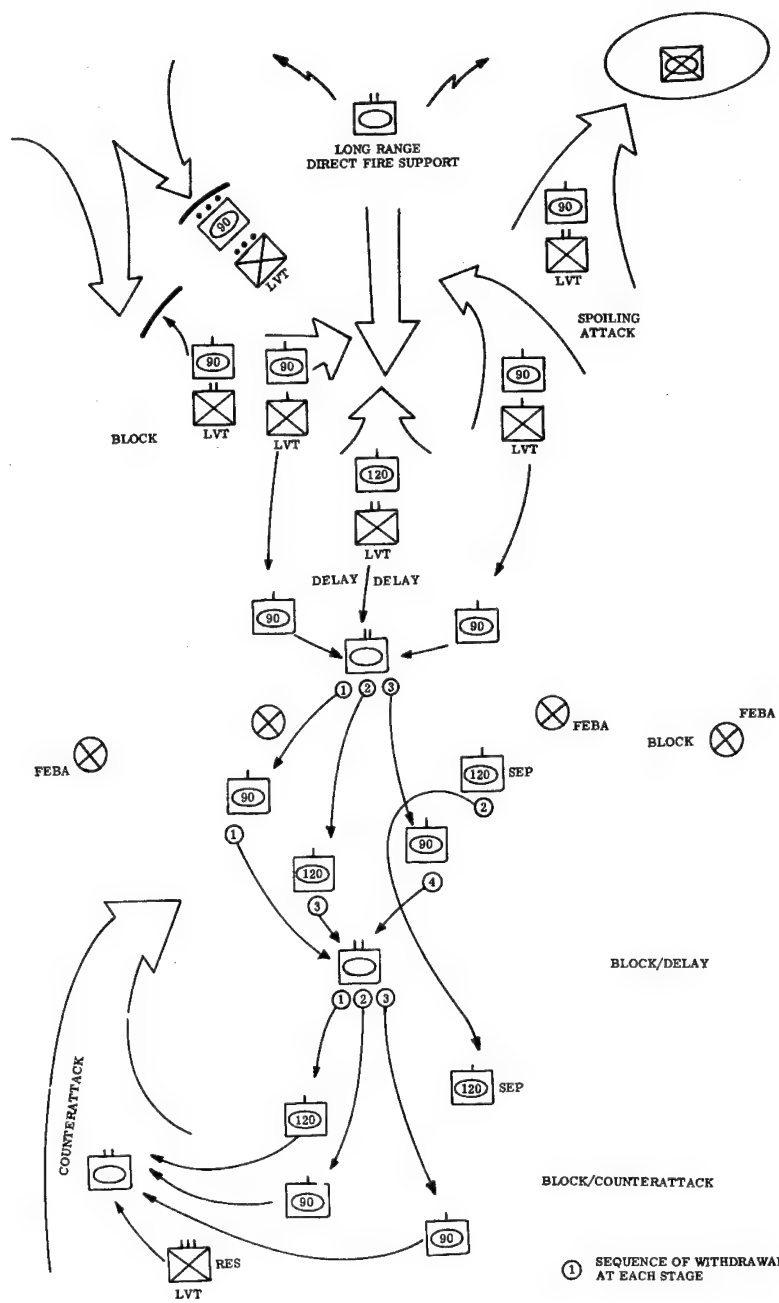 LONG RANGE
DIRECT FIRE SUPPORT
90
LVT
90
LVT
SPOILING
ATTACK
90
LVT
BLOCK
90
LVT
90
LVT
120
LVT
DELAY DELAY
90
90
1 2 3
FEBA
FEBA
BLOCK
FEBA
90
1
120
SEP
2
90
4
120
3
BLOCK/DELAY
1 2 3
120
SEP
120
COUNTERATTACK
90
BLOCK/COUNTERATTACK
90
RES
LVT
1 SEQUENCE OF WITHDRAWAL
AT EACH STAGE